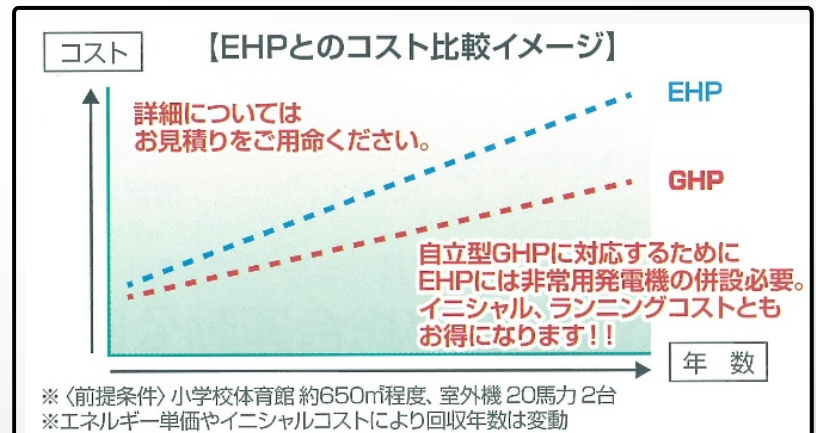 コスト
【EHPとのコスト比較イメージ】
詳細については
お見積りをご用命ください。
EHP
GHP
自立型GHPに対応するために
EHPには非常用発電機の併設必要。
イニシャル、ランニングコストとも
お得になります!!
年 数
※〈前提条件〉小学校体育館 約650㎡程度、室外機 20馬力 2台
※エネルギー単価やイニシャルコストにより回収年数は変動